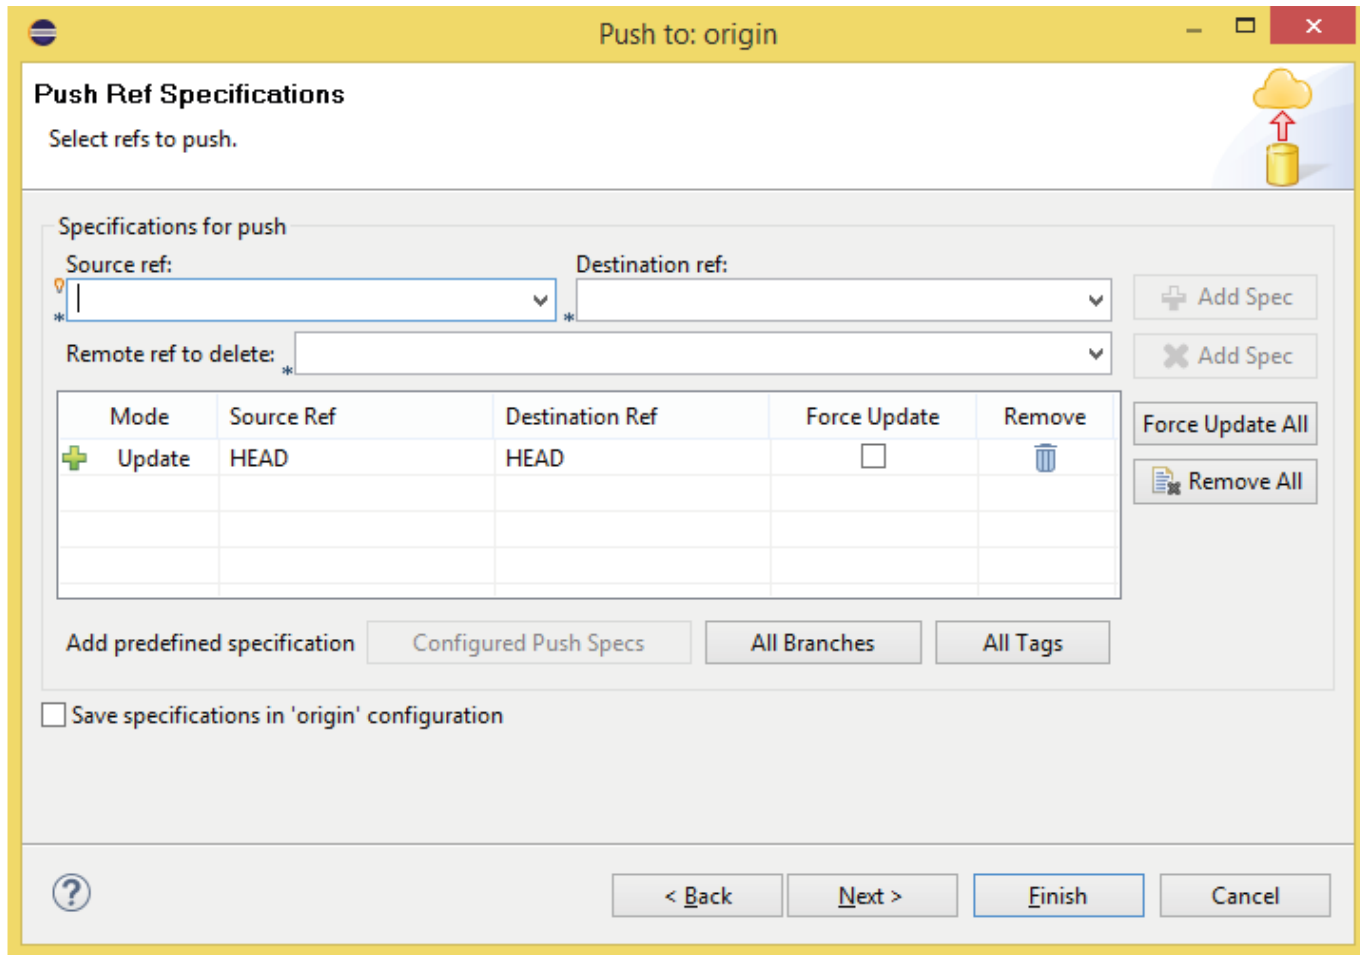 Push to: origin
Push Ref Specifications
Select refs to push.
Specifications for push
Source ref: Destination ref:
Add Spec
Remote ref to delete: Add Spec
Mode Source Ref Destination Ref Force Update Remove Force Update All
Update HEAD HEAD
Remove All
Add predefined specification Configured Push Specs All Branches All Tags
Save specifications in 'origin' configuration
? < Back Next > Finish Cancel